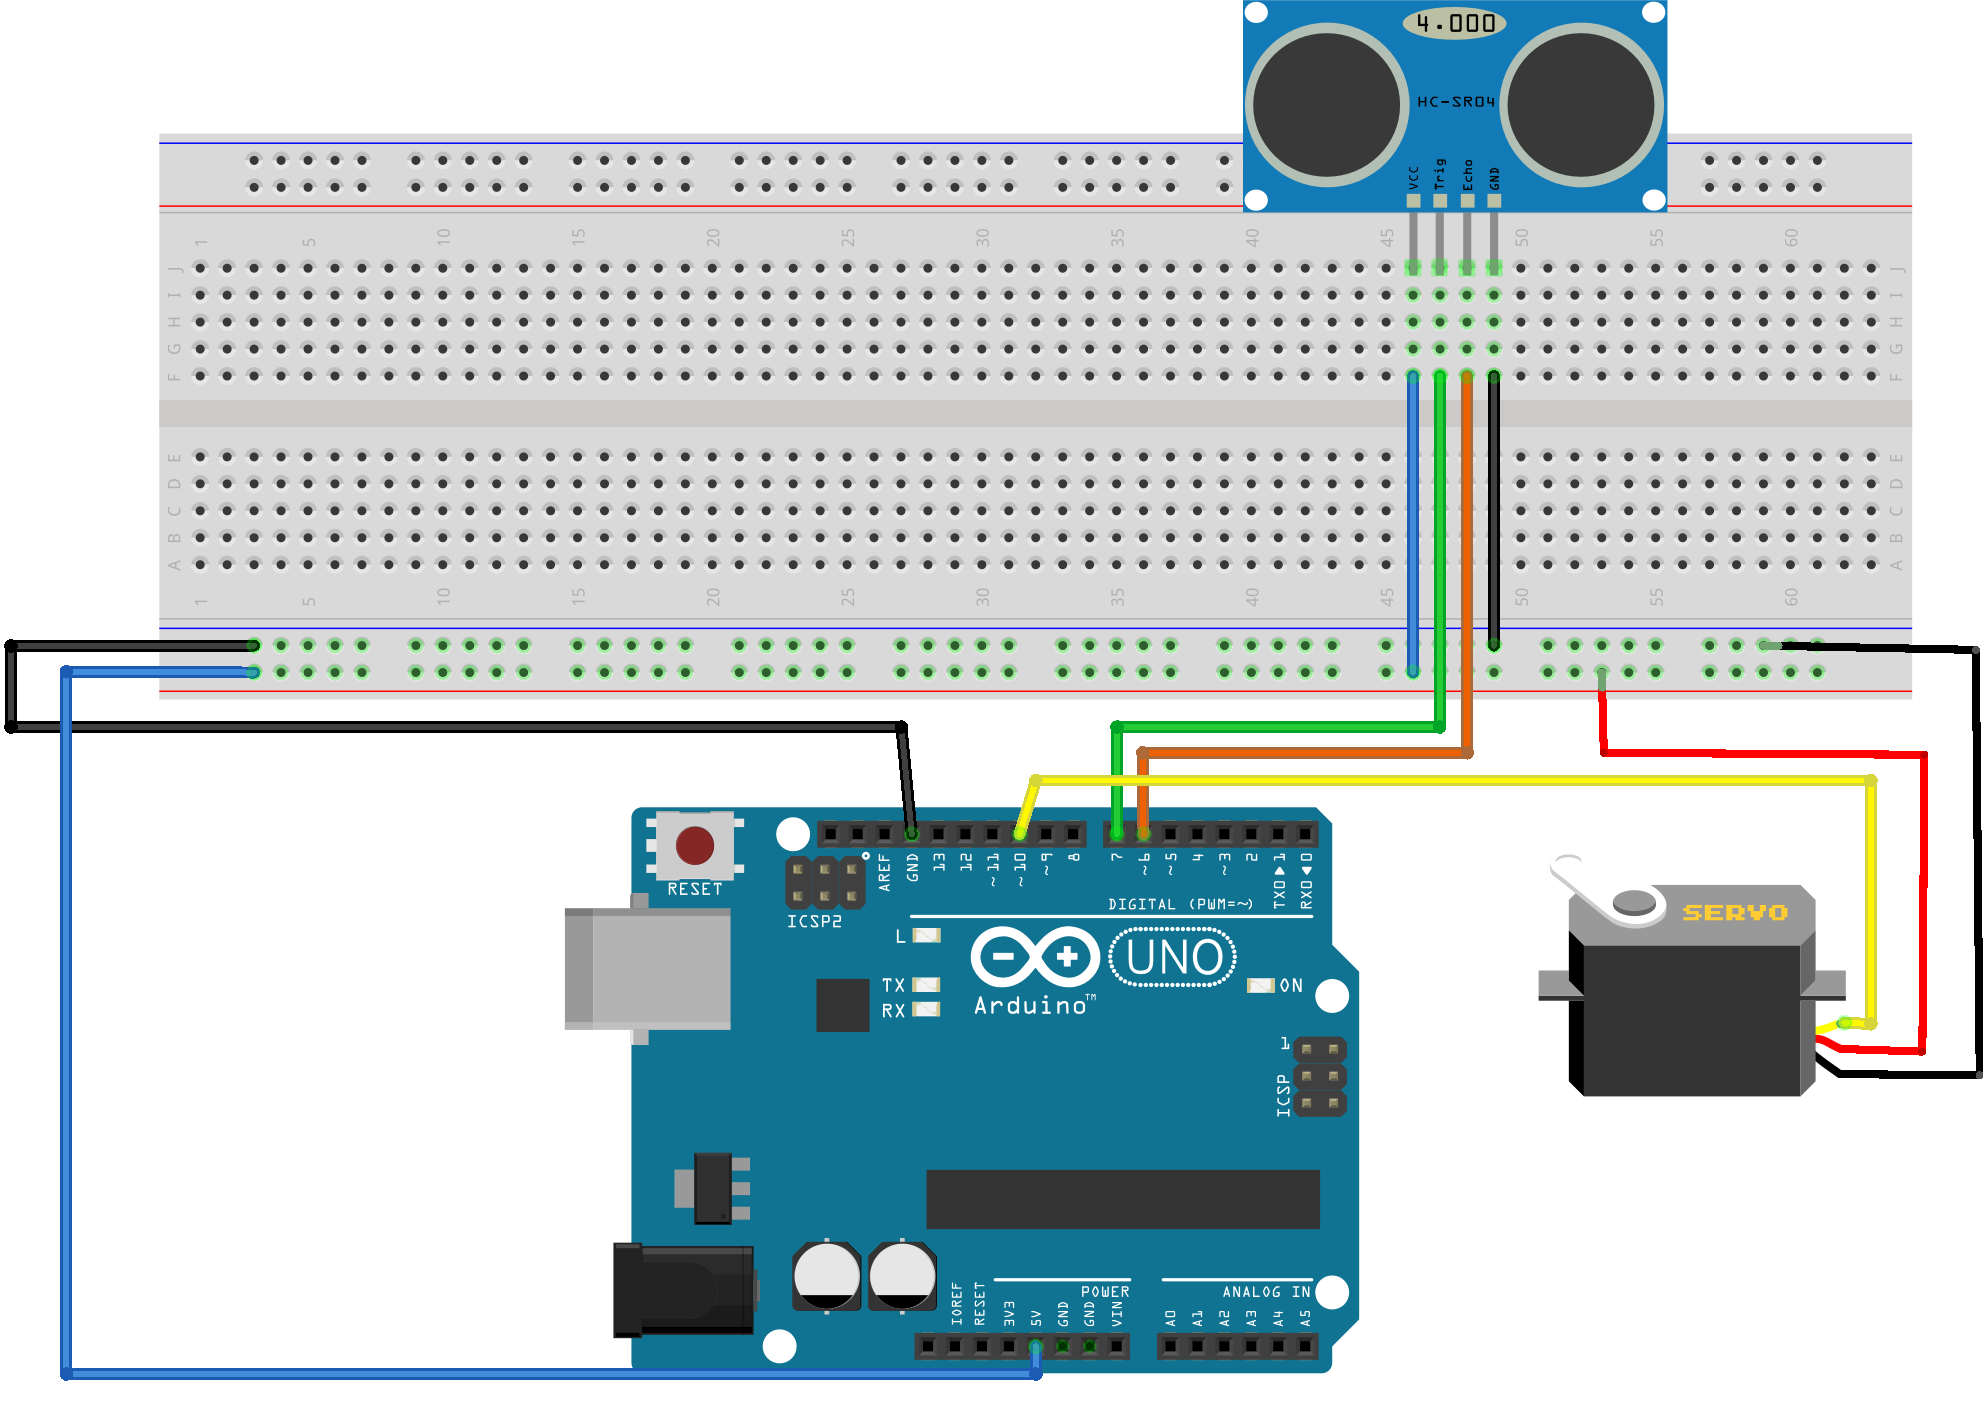 4.000
HC-SR04
VCC Trig Echo GND
1 5 10 15 20 25 30 35 40 45 50 55 60
J J
I I
H H
G G
F F
E E
D D
C C
B B
A A
1 5 10 15 20 25 30 35 40 45 50 55 60
RESET
ICSP2
AREF GND 13 12 ~11 ~10 ~9 8 7 ~6 ~5 4 ~3 2 TX0▶1 RX0◀0
DIGITAL (PWM=~)
L
TX
RX
UNO
Arduino™
ON
SERVO
1
ICSP
POWER
ANALOG IN
IOREF RESET 3V3 5V GND GND VIN A0 A1 A2 A3 A4 A5